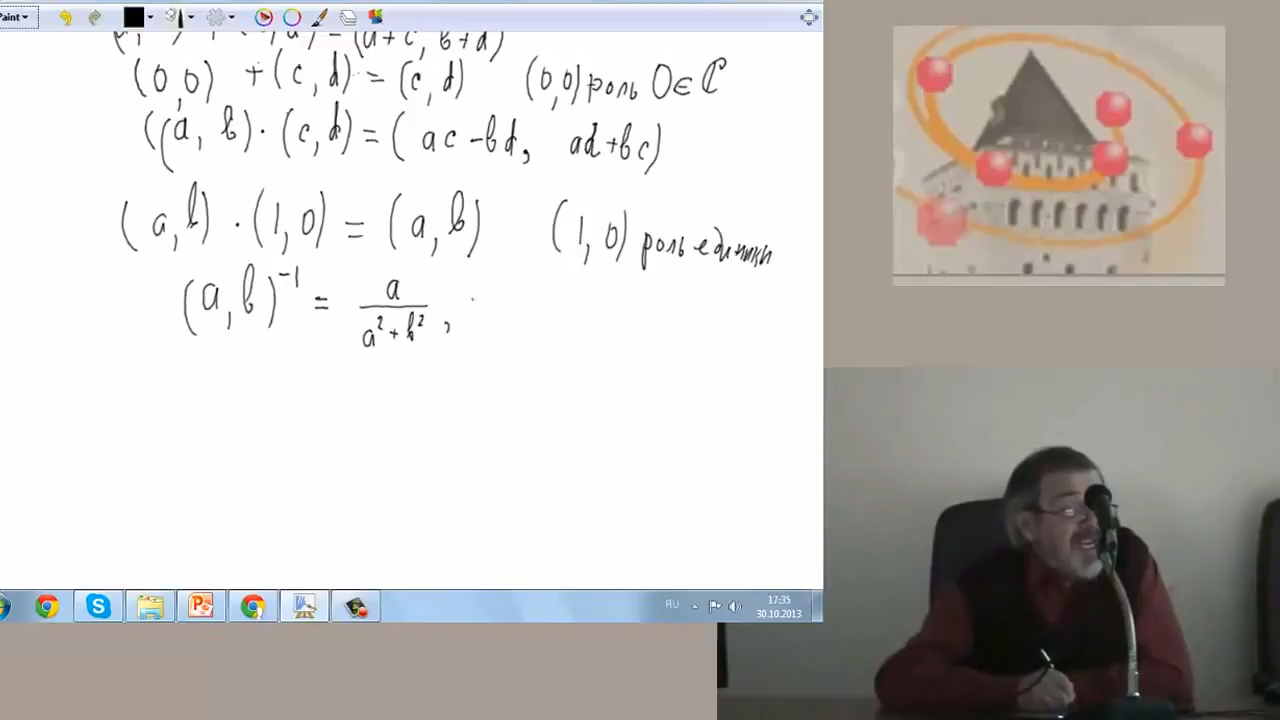 Paint
= (a+c, b+d)
(0,0) + (c, d) = (c, d) (0,0) роль 0 ∈ ℂ
((a, b) · (c, d) = ( ac - bd, ad + bc)
(a, b) · (1, 0) = (a, b) (1, 0) роль единицы
(a, b)⁻¹ = a / (a² + b²) ,
RU 17:35
30.10.2013